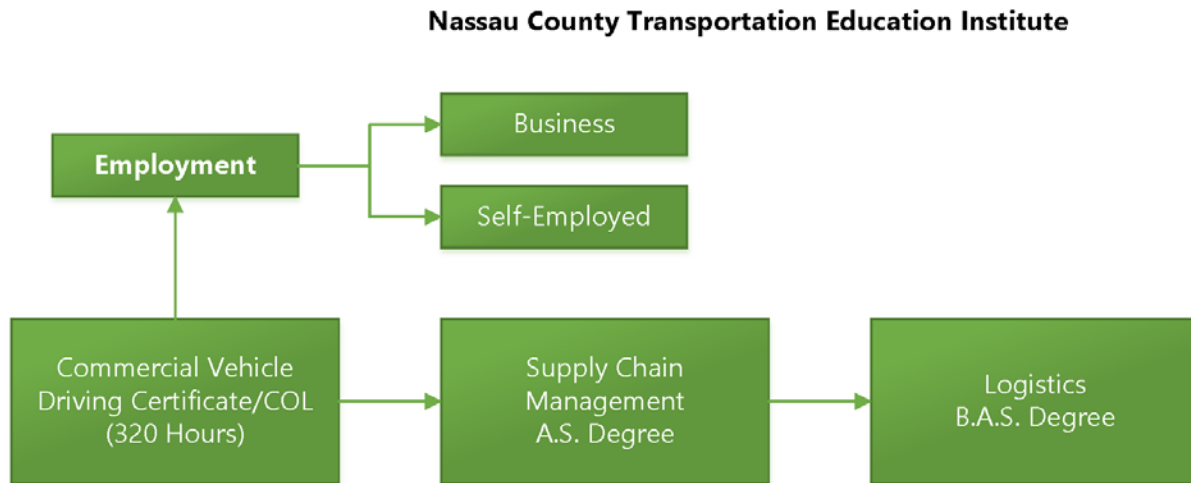 Nassau County Transportation Education Institute
Business
Employment
Self-Employed
Commercial Vehicle
Driving Certificate/COL
(320 Hours)
Supply Chain
Management
A.S. Degree
Logistics
B.A.S. Degree